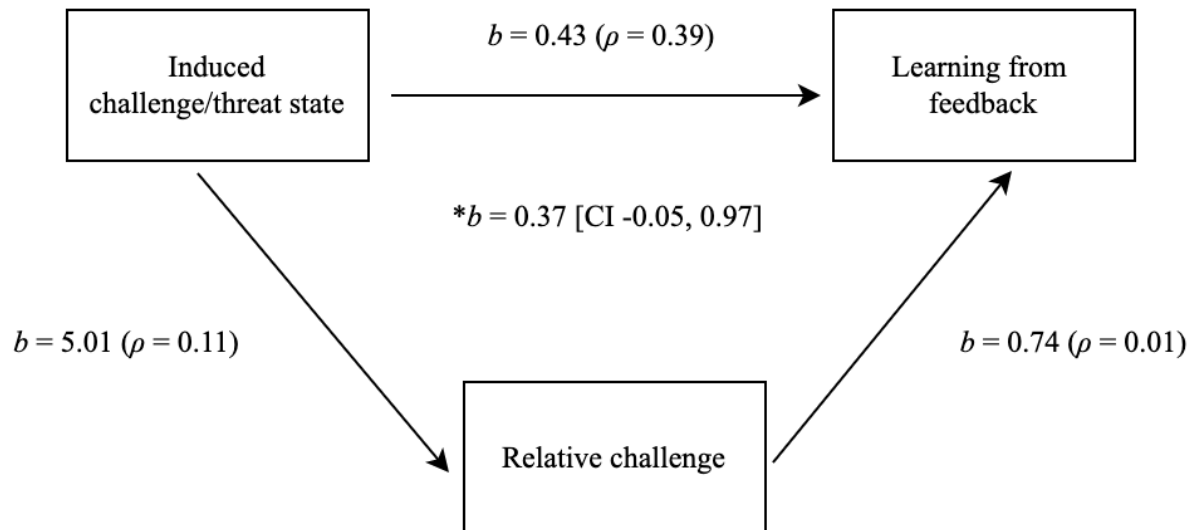 b = 0.43 (ρ = 0.39)
Induced
challenge/threat state
Learning from
feedback
*b = 0.37 [CI -0.05, 0.97]
b = 5.01 (ρ = 0.11)
b = 0.74 (ρ = 0.01)
Relative challenge